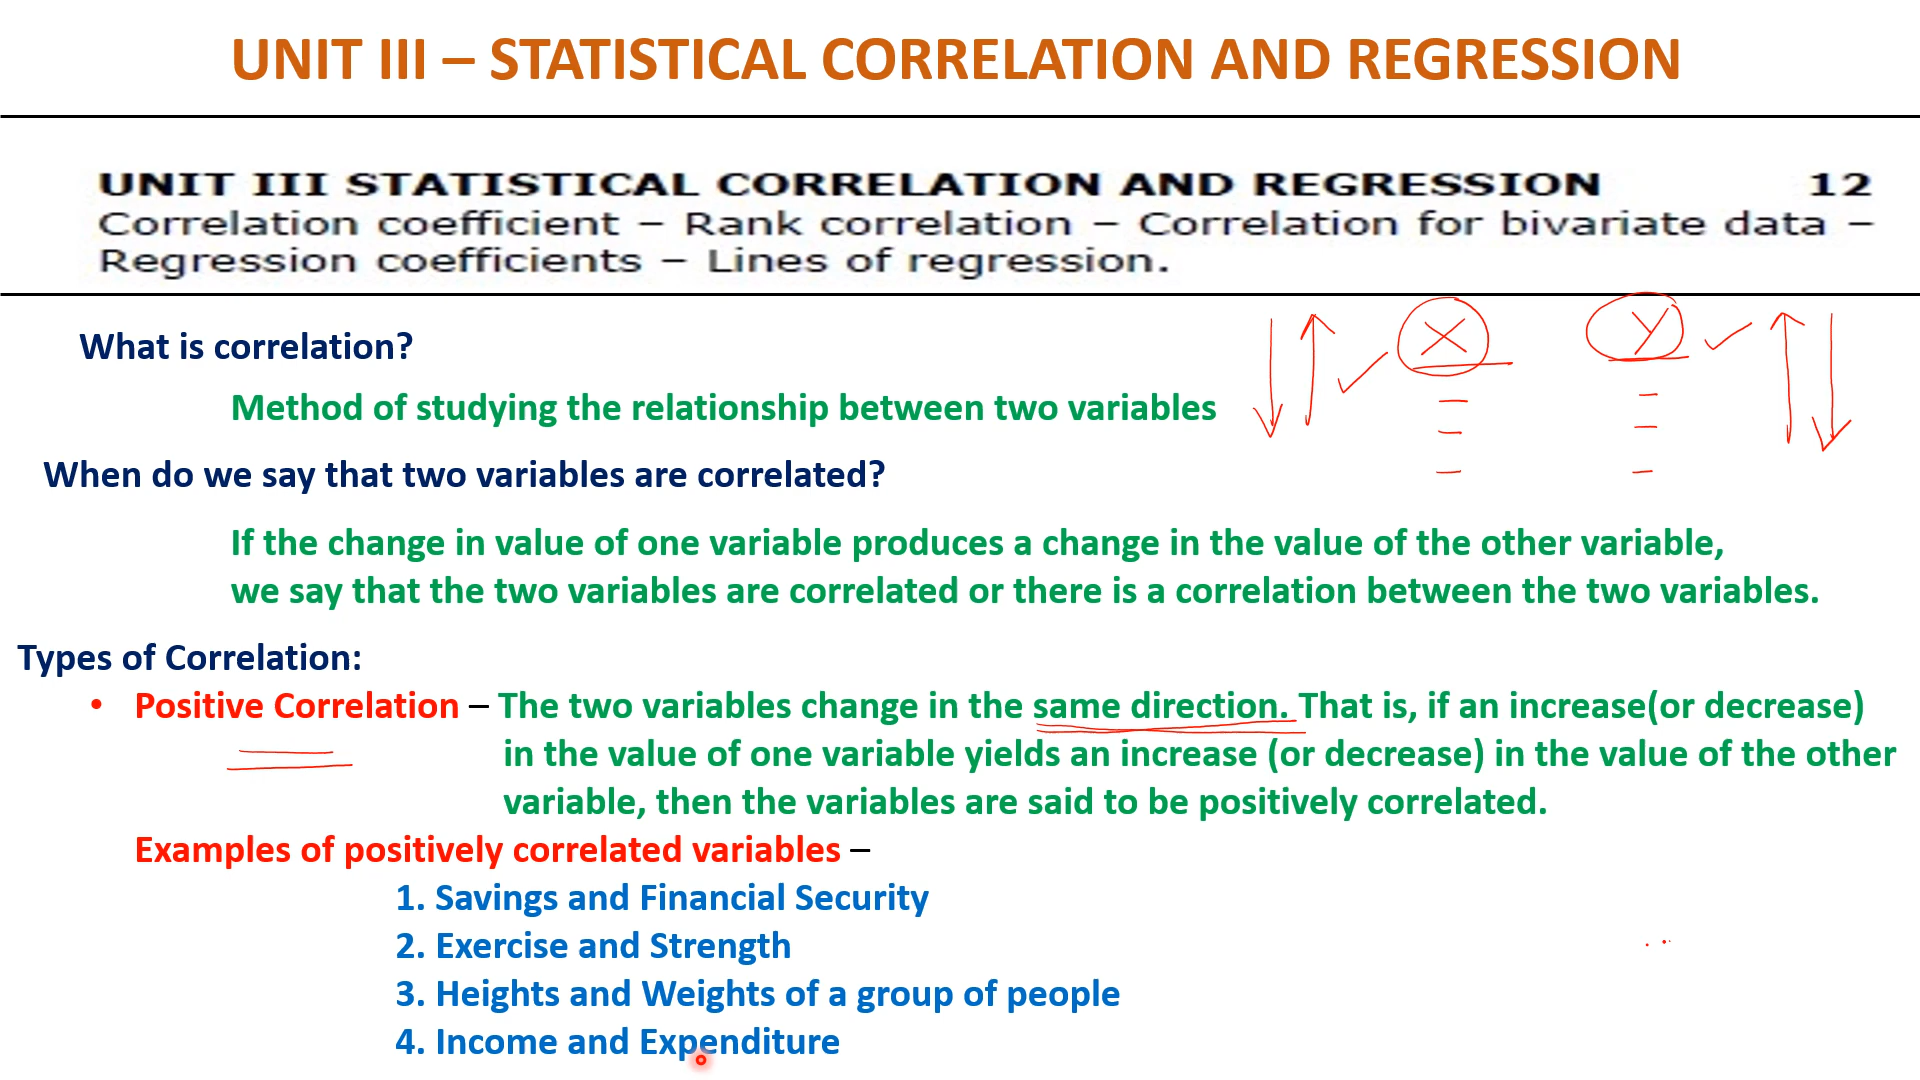 UNIT III – STATISTICAL CORRELATION AND REGRESSION
UNIT III STATISTICAL CORRELATION AND REGRESSION 12
Correlation coefficient – Rank correlation – Correlation for bivariate data –
Regression coefficients – Lines of regression.
X Y
What is correlation?
Method of studying the relationship between two variables
When do we say that two variables are correlated?
If the change in value of one variable produces a change in the value of the other variable,
we say that the two variables are correlated or there is a correlation between the two variables.
Types of Correlation:
• Positive Correlation – The two variables change in the same direction. That is, if an increase(or decrease)
in the value of one variable yields an increase (or decrease) in the value of the other
variable, then the variables are said to be positively correlated.
Examples of positively correlated variables –
1. Savings and Financial Security
2. Exercise and Strength
3. Heights and Weights of a group of people
4. Income and Expenditure